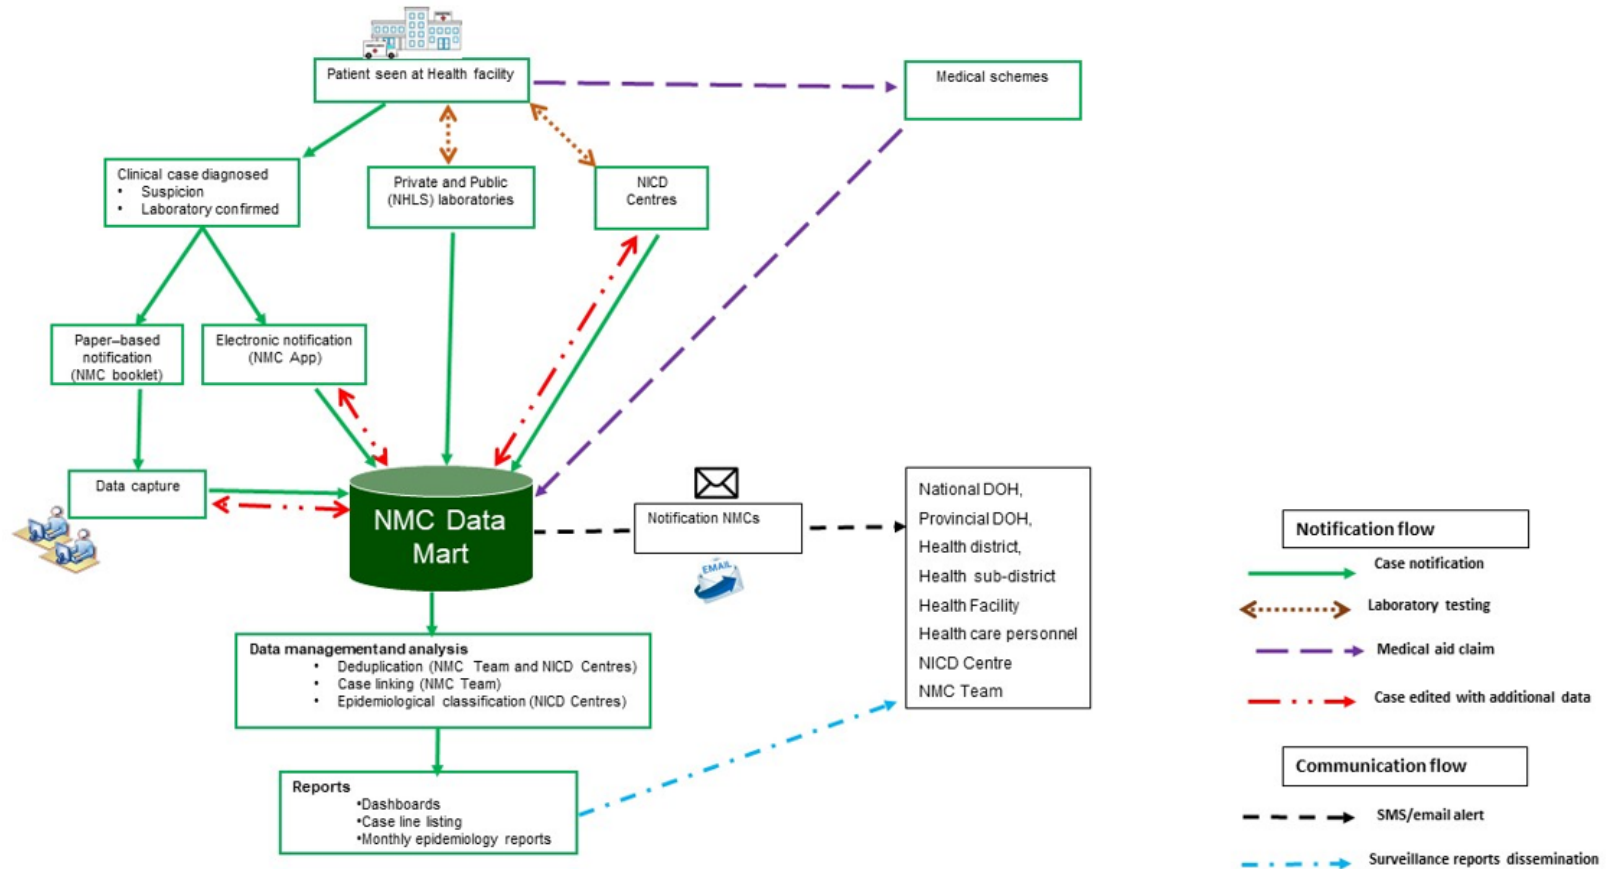 Patient seen at Health facility
Medical schemes
Clinical case diagnosed
• Suspicion
• Laboratory confirmed
Private and Public
(NHLS) laboratories
NICD
Centres
Paper–based
notification
(NMC booklet)
Electronic notification
(NMC App)
Data capture
NMC Data
Mart
Notification NMCs
EMAIL
National DOH,
Provincial DOH,
Health district,
Health sub-district
Health Facility
Health care personnel
NICD Centre
NMC Team
Data managementand analysis
• Deduplication (NMC Team and NICD Centres)
• Case linking (NMC Team)
• Epidemiological classification (NICD Centres)
Reports
•Dashboards
•Case line listing
•Monthly epidemiology reports
Notification flow
Case notification
Laboratory testing
Medical aid claim
Case edited with additional data
Communication flow
SMS/email alert
Surveillance reports dissemination